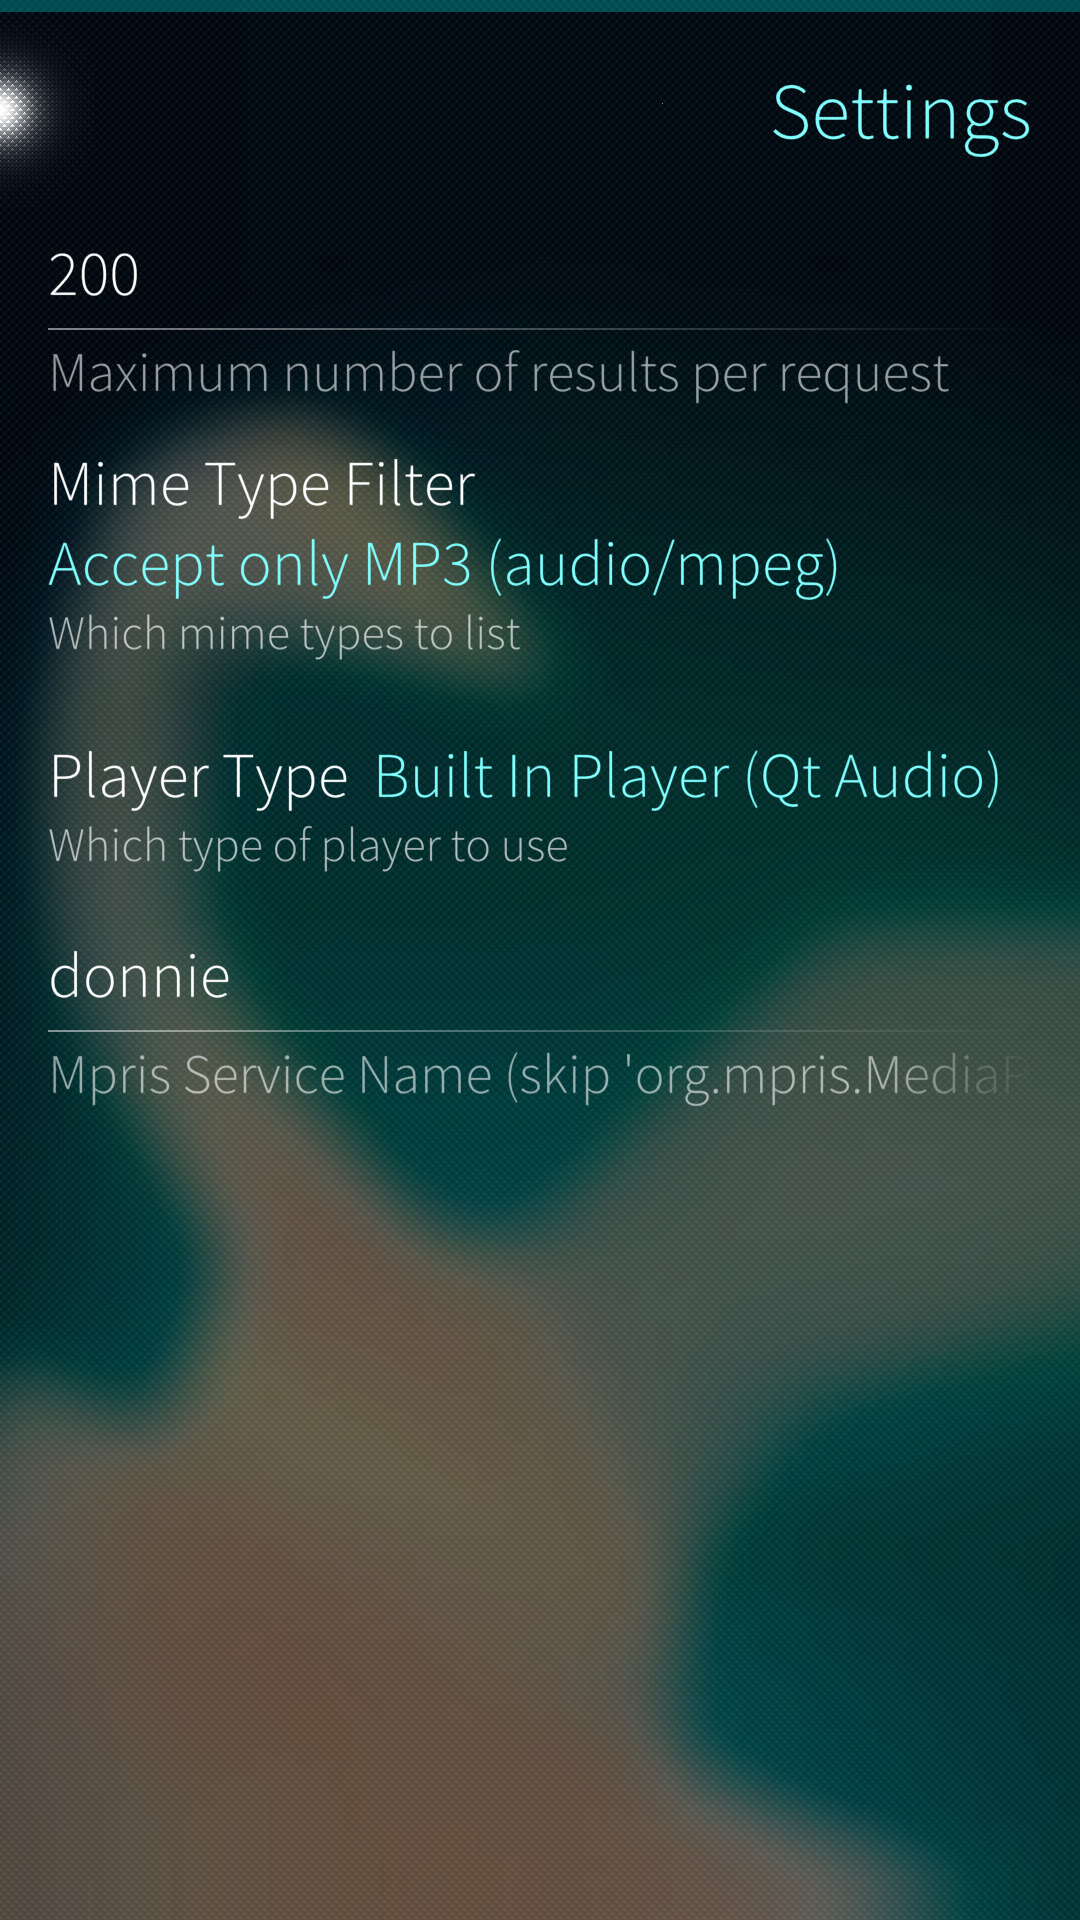 Settings
200
Maximum number of results per request
Mime Type Filter
Accept only MP3 (audio/mpeg)
Which mime types to list
Player Type Built In Player (Qt Audio)
Which type of player to use
donnie
Mpris Service Name (skip 'org.mpris.MediaP